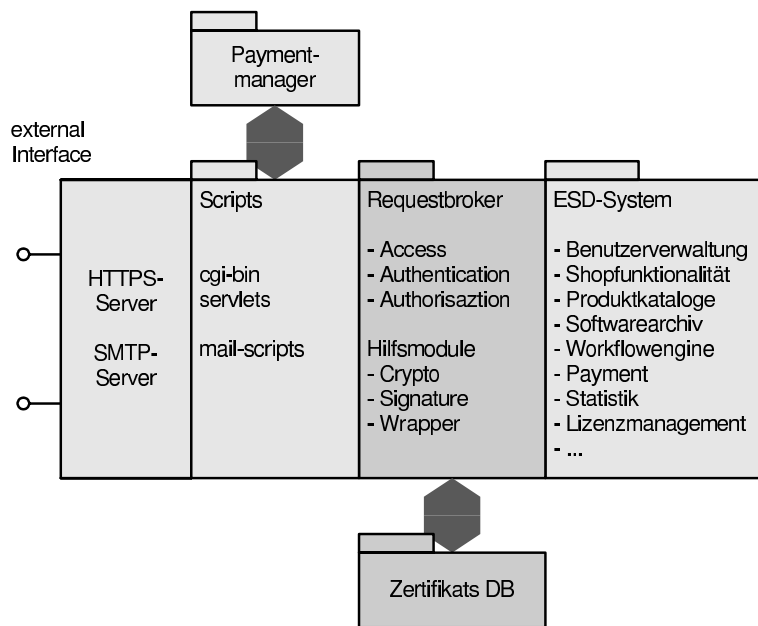 Payment-
manager
external
Interface
HTTPS-
Server
SMTP-
Server
Scripts
cgi-bin
servlets
mail-scripts
Requestbroker
- Access
- Authentication
- Authorisaztion
Hilfsmodule
- Crypto
- Signature
- Wrapper
ESD-System
- Benutzerverwaltung
- Shopfunktionalität
- Produktkataloge
- Softwarearchiv
- Workflowengine
- Payment
- Statistik
- Lizenzmanagement
- ...
Zertifikats DB